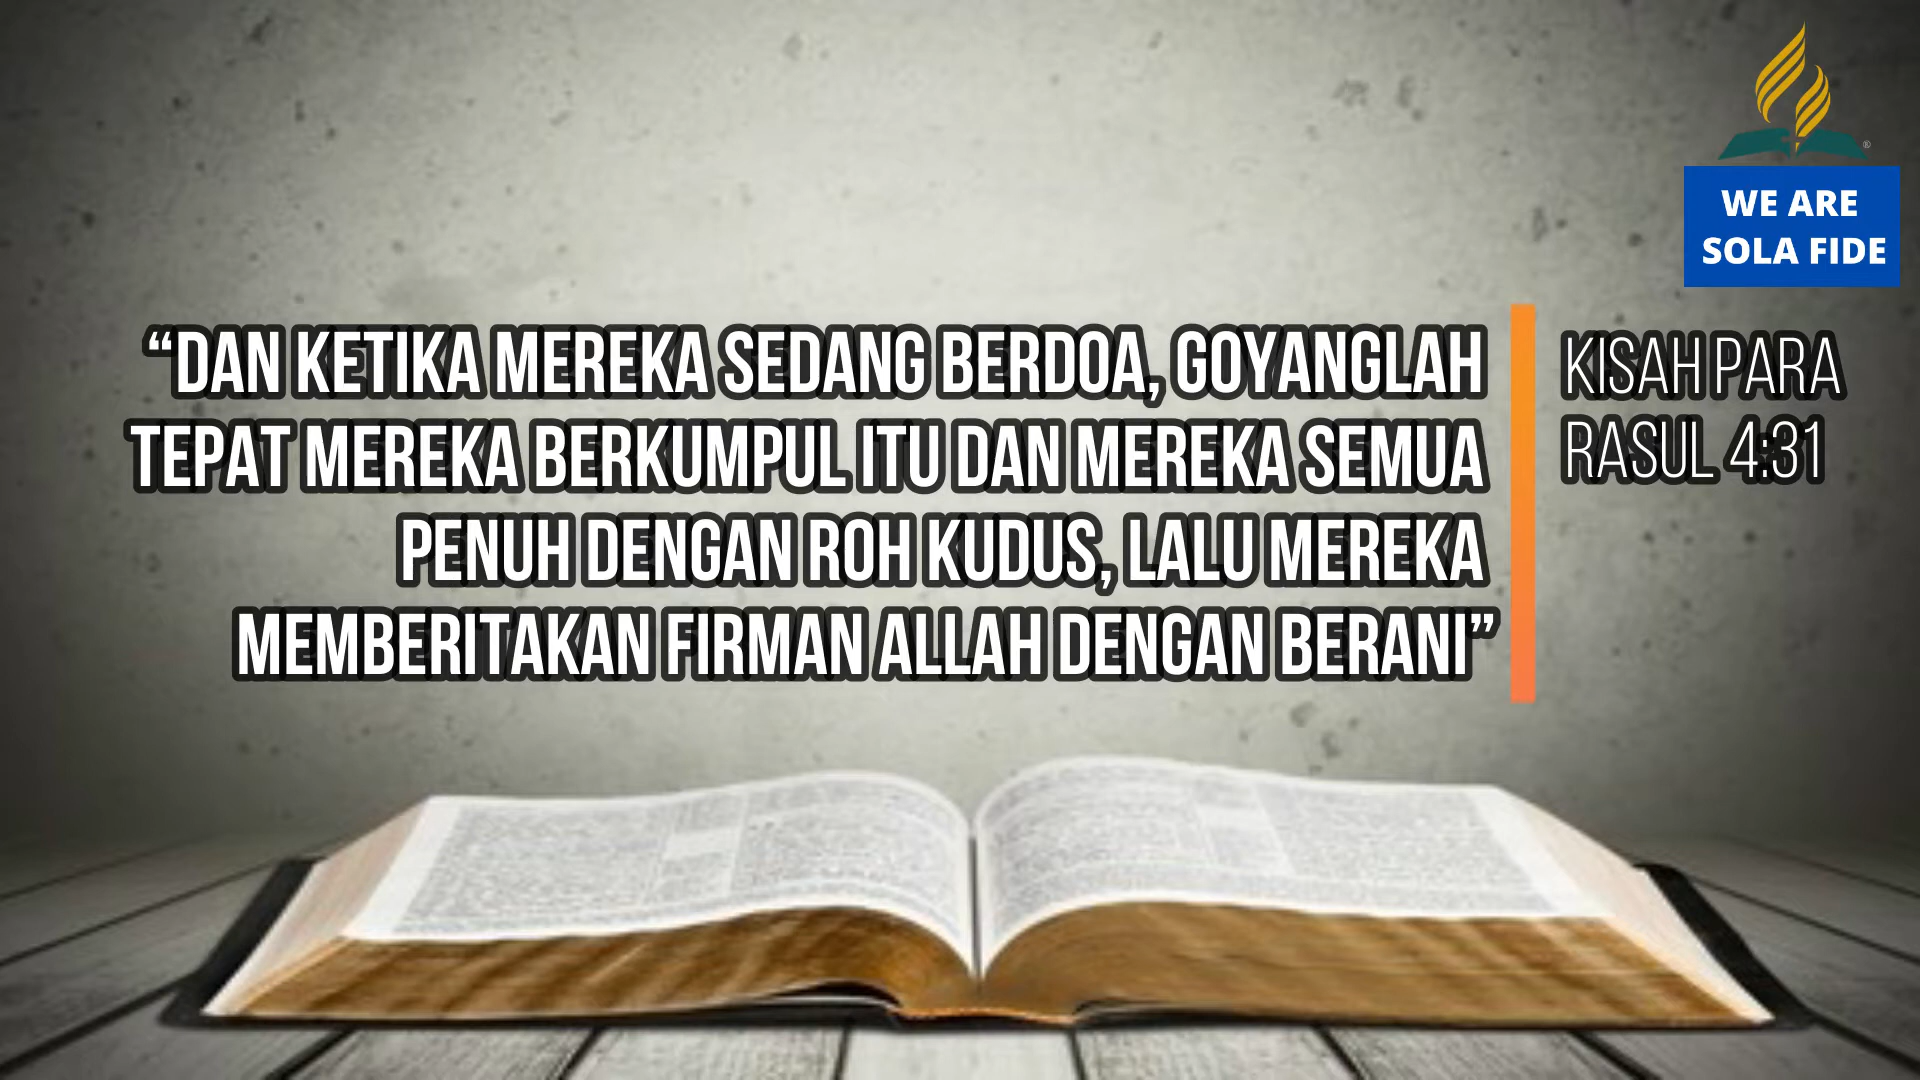 WE ARE
SOLA FIDE
“DAN KETIKA MEREKA SEDANG BERDOA, GOYANGLAH
TEPAT MEREKA BERKUMPUL ITU DAN MEREKA SEMUA
PENUH DENGAN ROH KUDUS, LALU MEREKA
MEMBERITAKAN FIRMAN ALLAH DENGAN BERANI”
KISAH PARA
RASUL 4:31